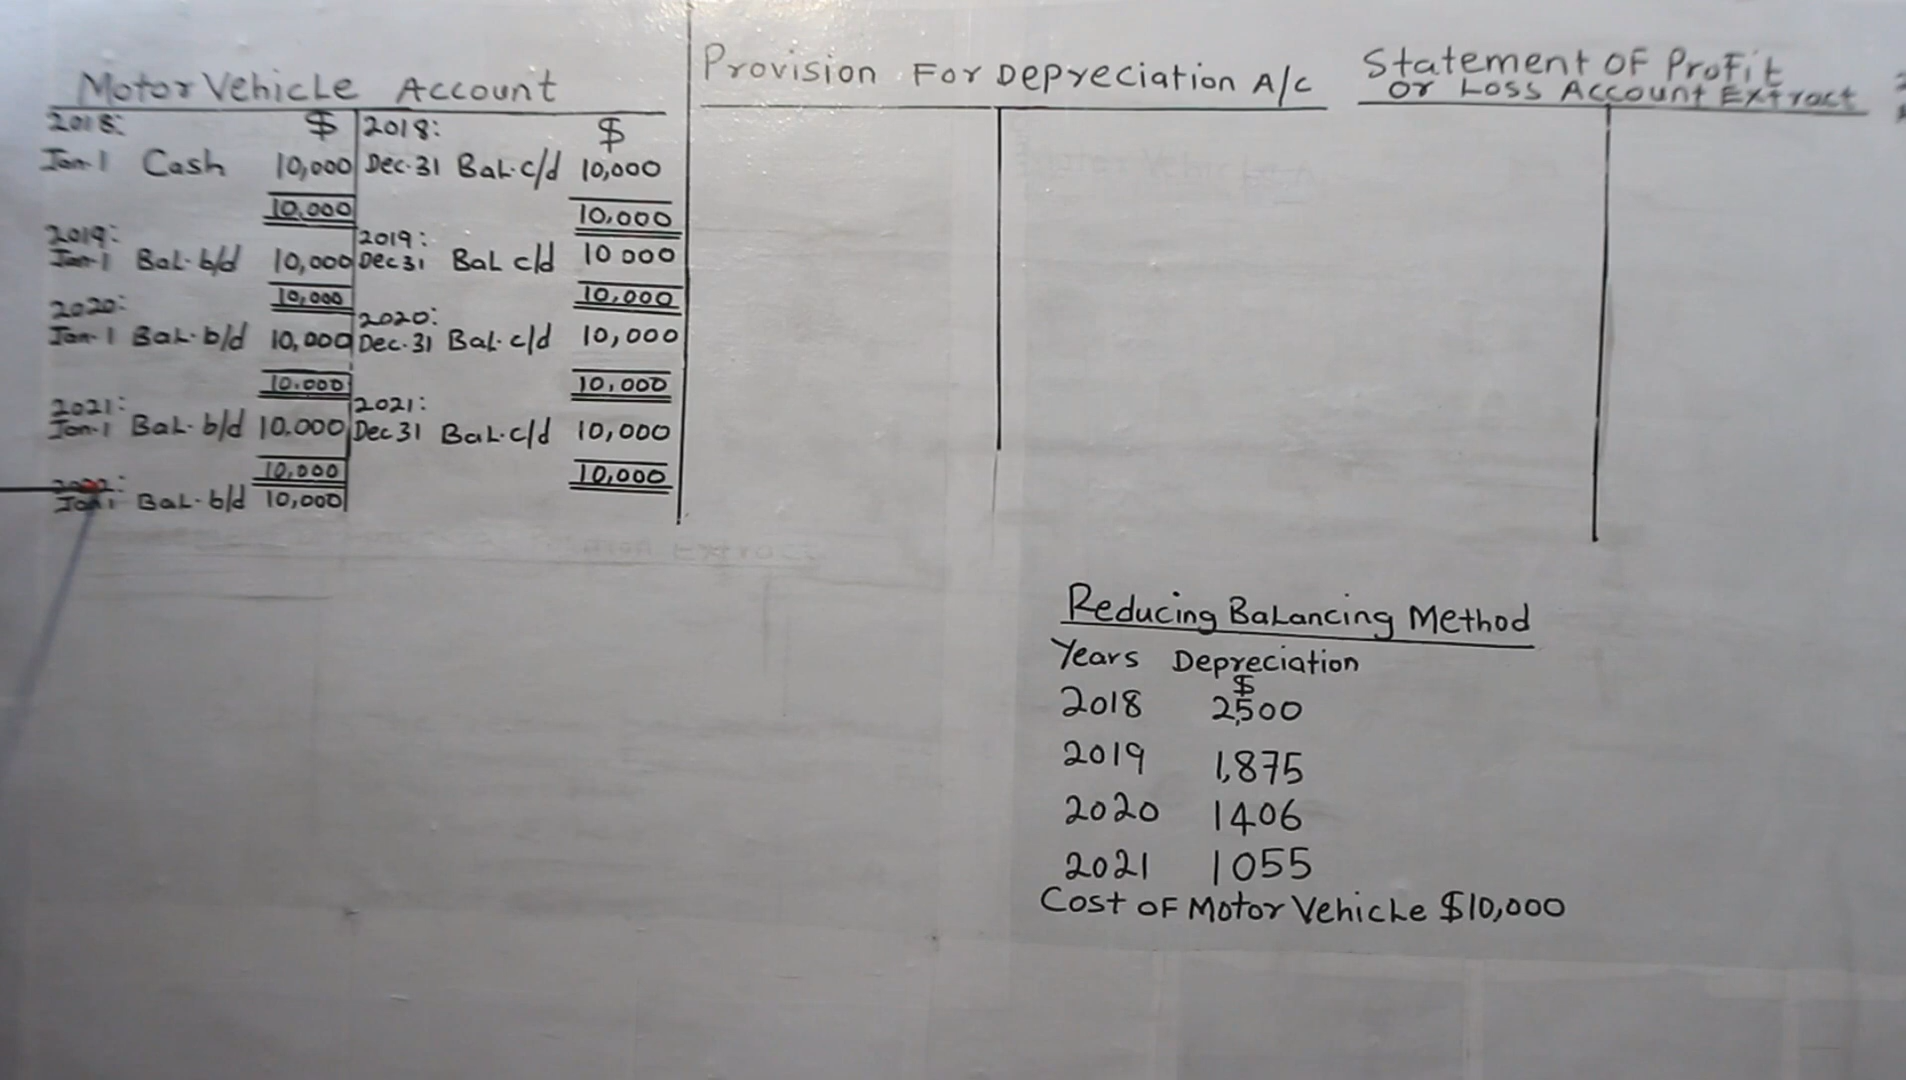 Motor Vehicle Account
2018: $ 2018: $
Jan-1 Cash 10,000 Dec.31 Bal.c/d 10,000
10,000 10,000
2019: 2019:
Jan-1 Bal.b/d 10,000 Dec31 Bal c/d 10 000
10,000 10,000
2020: 2020:
Jan-1 Bal.b/d 10,000 Dec.31 Bal.c/d 10,000
10.000 10,000
2021: 2021:
Jan-1 Bal.b/d 10.000 Dec31 Bal.c/d 10,000
10,000 10,000
Bal.b/d 10,000
Provision For Depreciation A/c
Statement OF Profit
or Loss Account Extract
Reducing Balancing Method
Years Depreciation
$
2018 2,500
2019 1,875
2020 1406
2021 1055
Cost OF Motor Vehicle $10,000